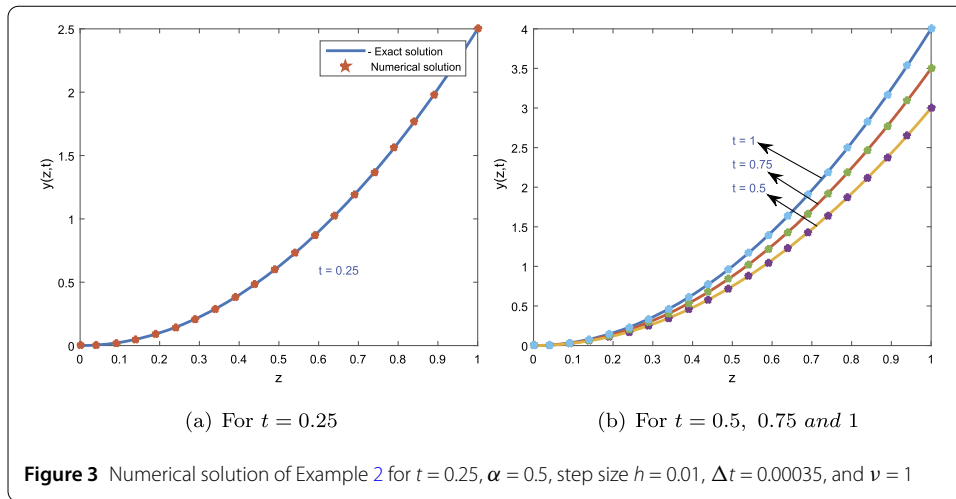 2.5
2
1.5
1
0.5
0
y(z,t)
- Exact solution
Numerical solution
t = 0.25
0 0.1 0.2 0.3 0.4 0.5 0.6 0.7 0.8 0.9 1
z
(a) For t = 0.25
4
3.5
3
2.5
2
1.5
1
0.5
0
y(z,t)
t = 1
t = 0.75
t = 0.5
0 0.1 0.2 0.3 0.4 0.5 0.6 0.7 0.8 0.9 1
z
(b) For t = 0.5, 0.75 and 1
Figure 3 Numerical solution of Example 2 for t = 0.25, α = 0.5, step size h = 0.01, Δt = 0.00035, and ν = 1